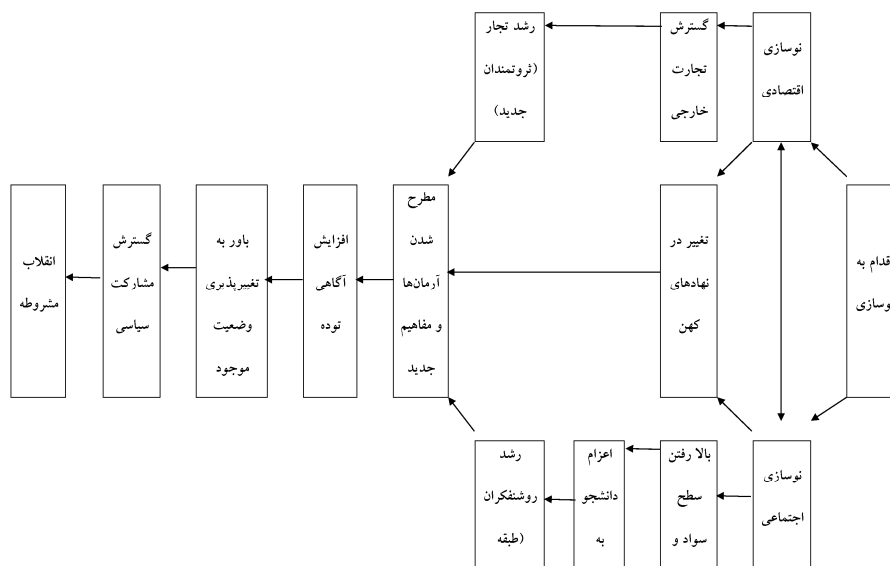 رشد تجار
(ثروتمندان
جدید)
گسترش
تجارت
خارجی
نوسازی
اقتصادی
قدام به
وسازی
تغییر در
نهادهای
کهن
مطرح
شدن
آرمان‌ها
و مفاهیم
جدید
افزایش
آگاهی
توده
باور به
تغییرپذیری
وضعیت
موجود
گسترش
مشارکت
سیاسی
انقلاب
مشروطه
نوسازی
اجتماعی
بالا رفتن
سطح
سواد و
اعزام
دانشجو
به
رشد
روشنفکران
(طبقه